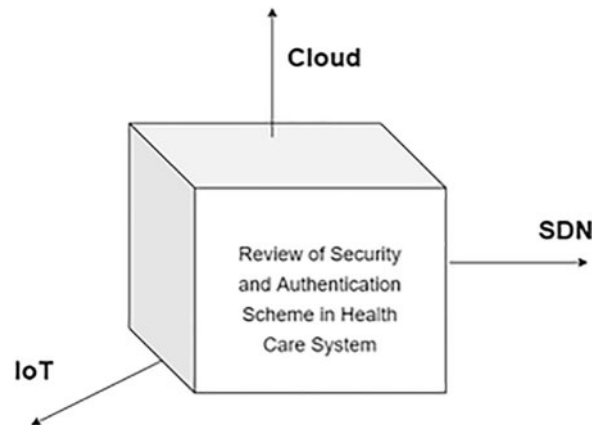 Cloud
SDN
Review of Security
and Authentication
Scheme in Health
Care System
IoT